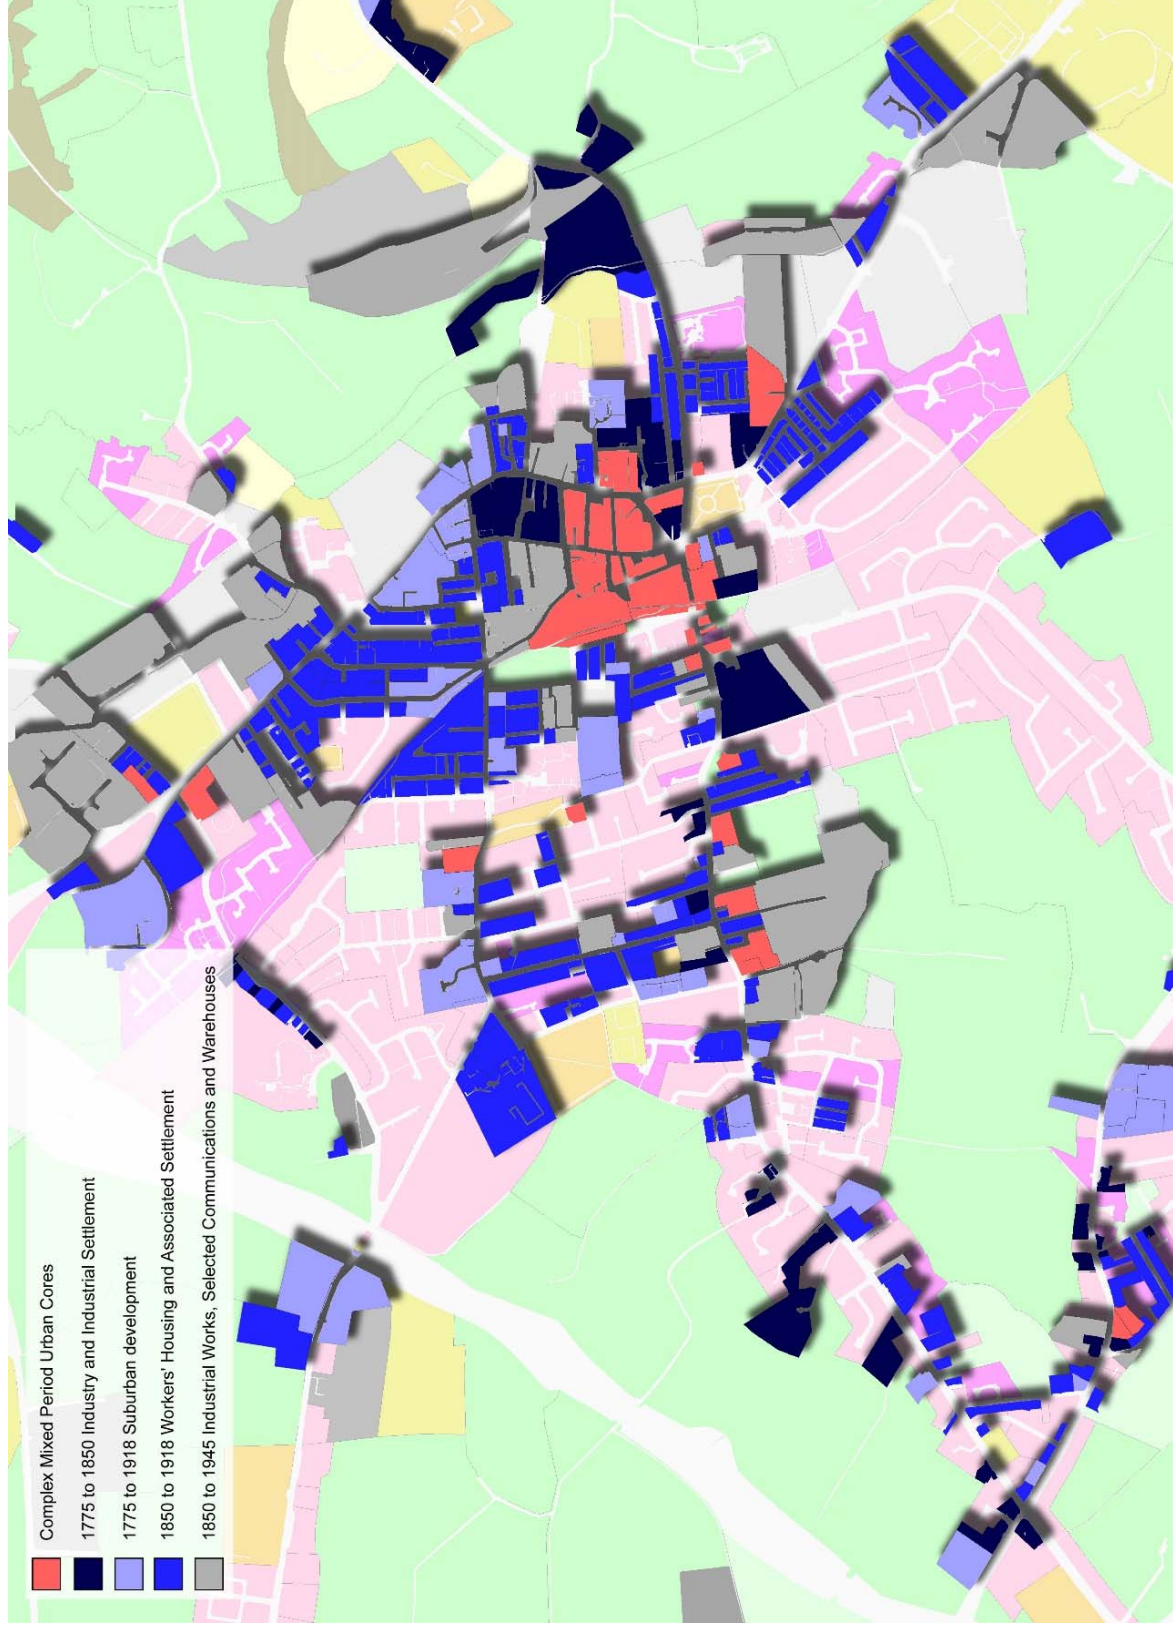 Complex Mixed Period Urban Cores
1775 to 1850 Industry and Industrial Settlement
1775 to 1918 Suburban development
1850 to 1918 Workers' Housing and Associated Settlement
1850 to 1945 Industrial Works, Selected Communications and Warehouses